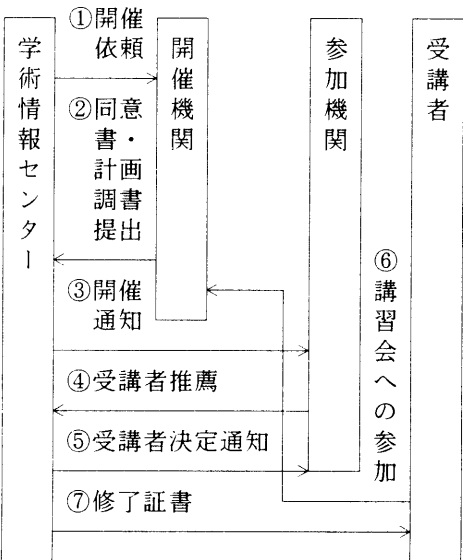 学術情報センター
開催機関
参加機関
受講者
①開催
依頼
②同意
書・
計画
調書
提出
③開催
通知
④受講者推薦
⑤受講者決定通知
⑥講習会への参加
⑦修了証書